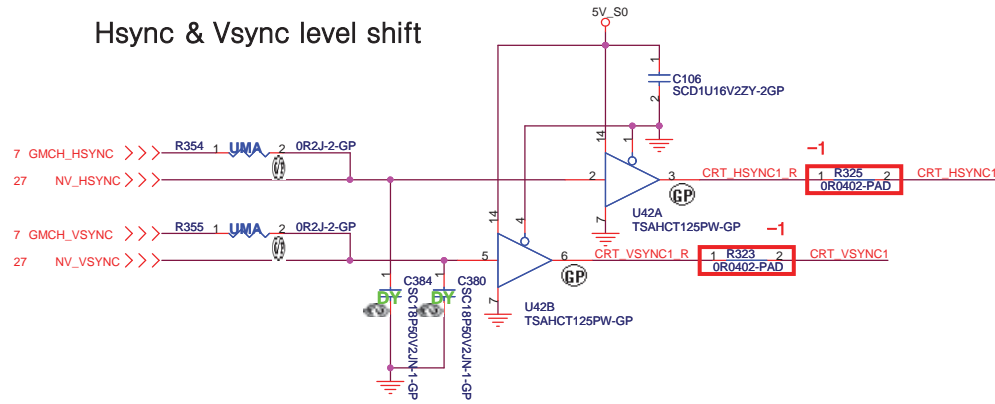 Hsync & Vsync level shift
5V_S0
1
C106
SCD1U16V2ZY-2GP
2
14
1
R354 1 UMA 2 0R2J-2-GP
7 GMCH_HSYNC
27 NV_HSYNC
2
3
GP
CRT_HSYNC1_R
-1
1 R325 2
0R0402-PAD
CRT_HSYNC1
7
U42A
TSAHCT125PW-GP
14
4
R355 1 UMA 2 0R2J-2-GP
7 GMCH_VSYNC
27 NV_VSYNC
5
6
GP
CRT_VSYNC1_R
-1
1 R323 2
0R0402-PAD
CRT_VSYNC1
7
U42B
TSAHCT125PW-GP
1
C384
DY
SC18P50V2JN-1-GP
1
C380
DY
SC18P50V2JN-1-GP